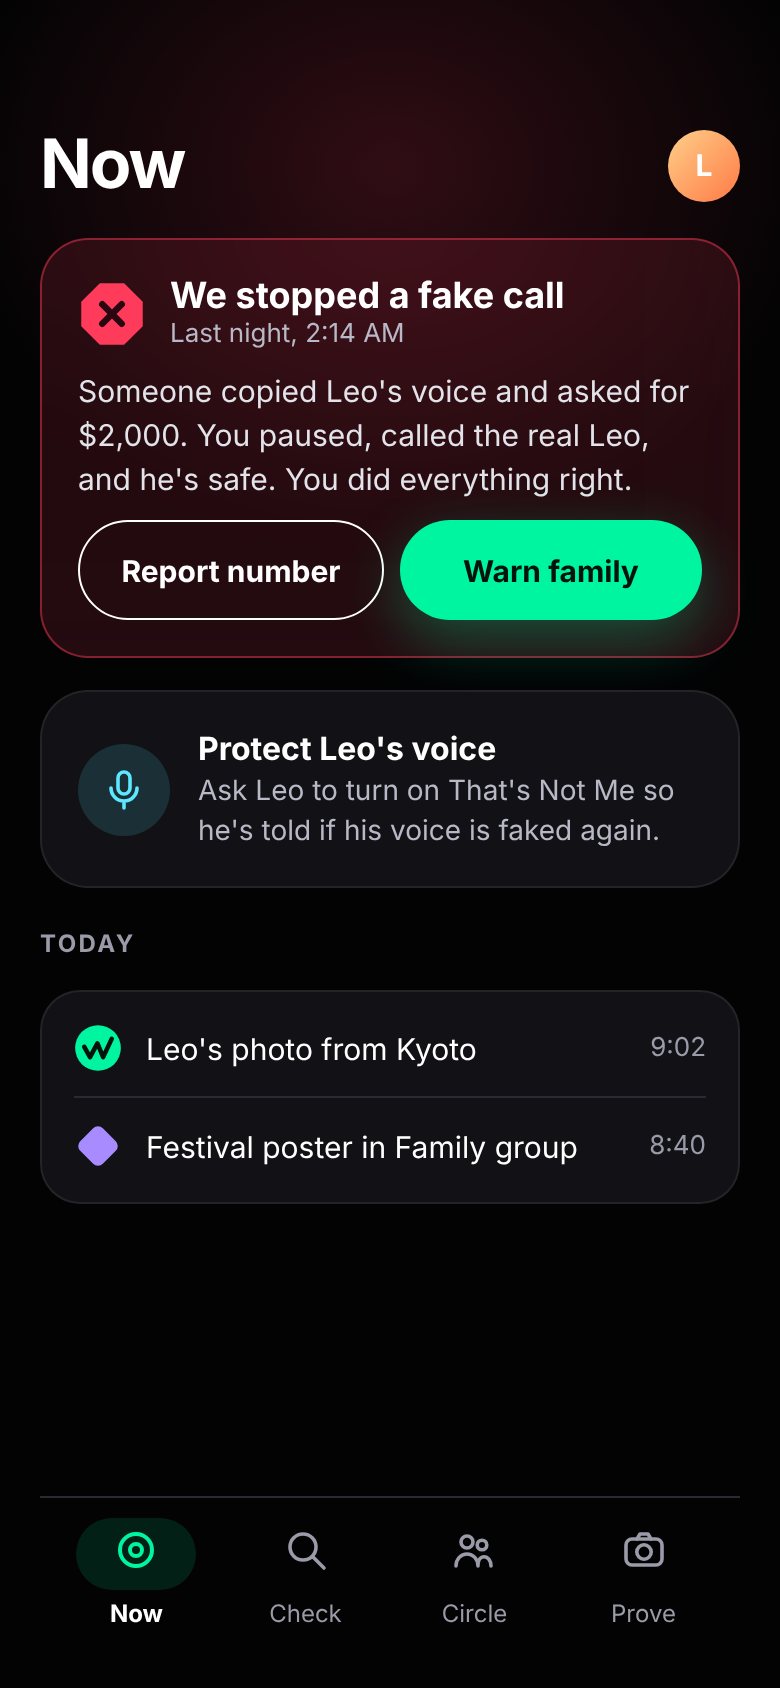 Now
L
We stopped a fake call
Last night, 2:14 AM
Someone copied Leo's voice and asked for
$2,000. You paused, called the real Leo,
and he's safe. You did everything right.
Report number
Warn family
Protect Leo's voice
Ask Leo to turn on That's Not Me so
he's told if his voice is faked again.
TODAY
Leo's photo from Kyoto
9:02
Festival poster in Family group
8:40
Now
Check
Circle
Prove